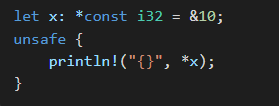 let x: *const i32 = &10;
unsafe {
    println!("{}", *x);
}